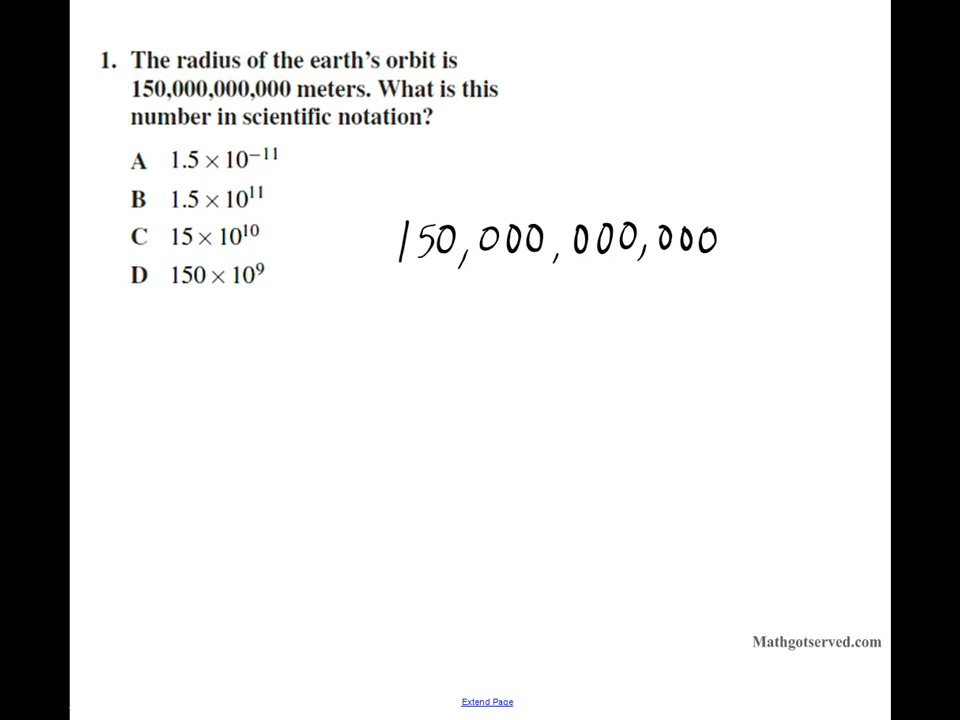 1. The radius of the earth's orbit is
150,000,000,000 meters. What is this
number in scientific notation?
A 1.5 × 10⁻¹¹
B 1.5 × 10¹¹
C 15 × 10¹⁰
D 150 × 10⁹
150,000,000,000
Mathgotserved.com
Extend Page